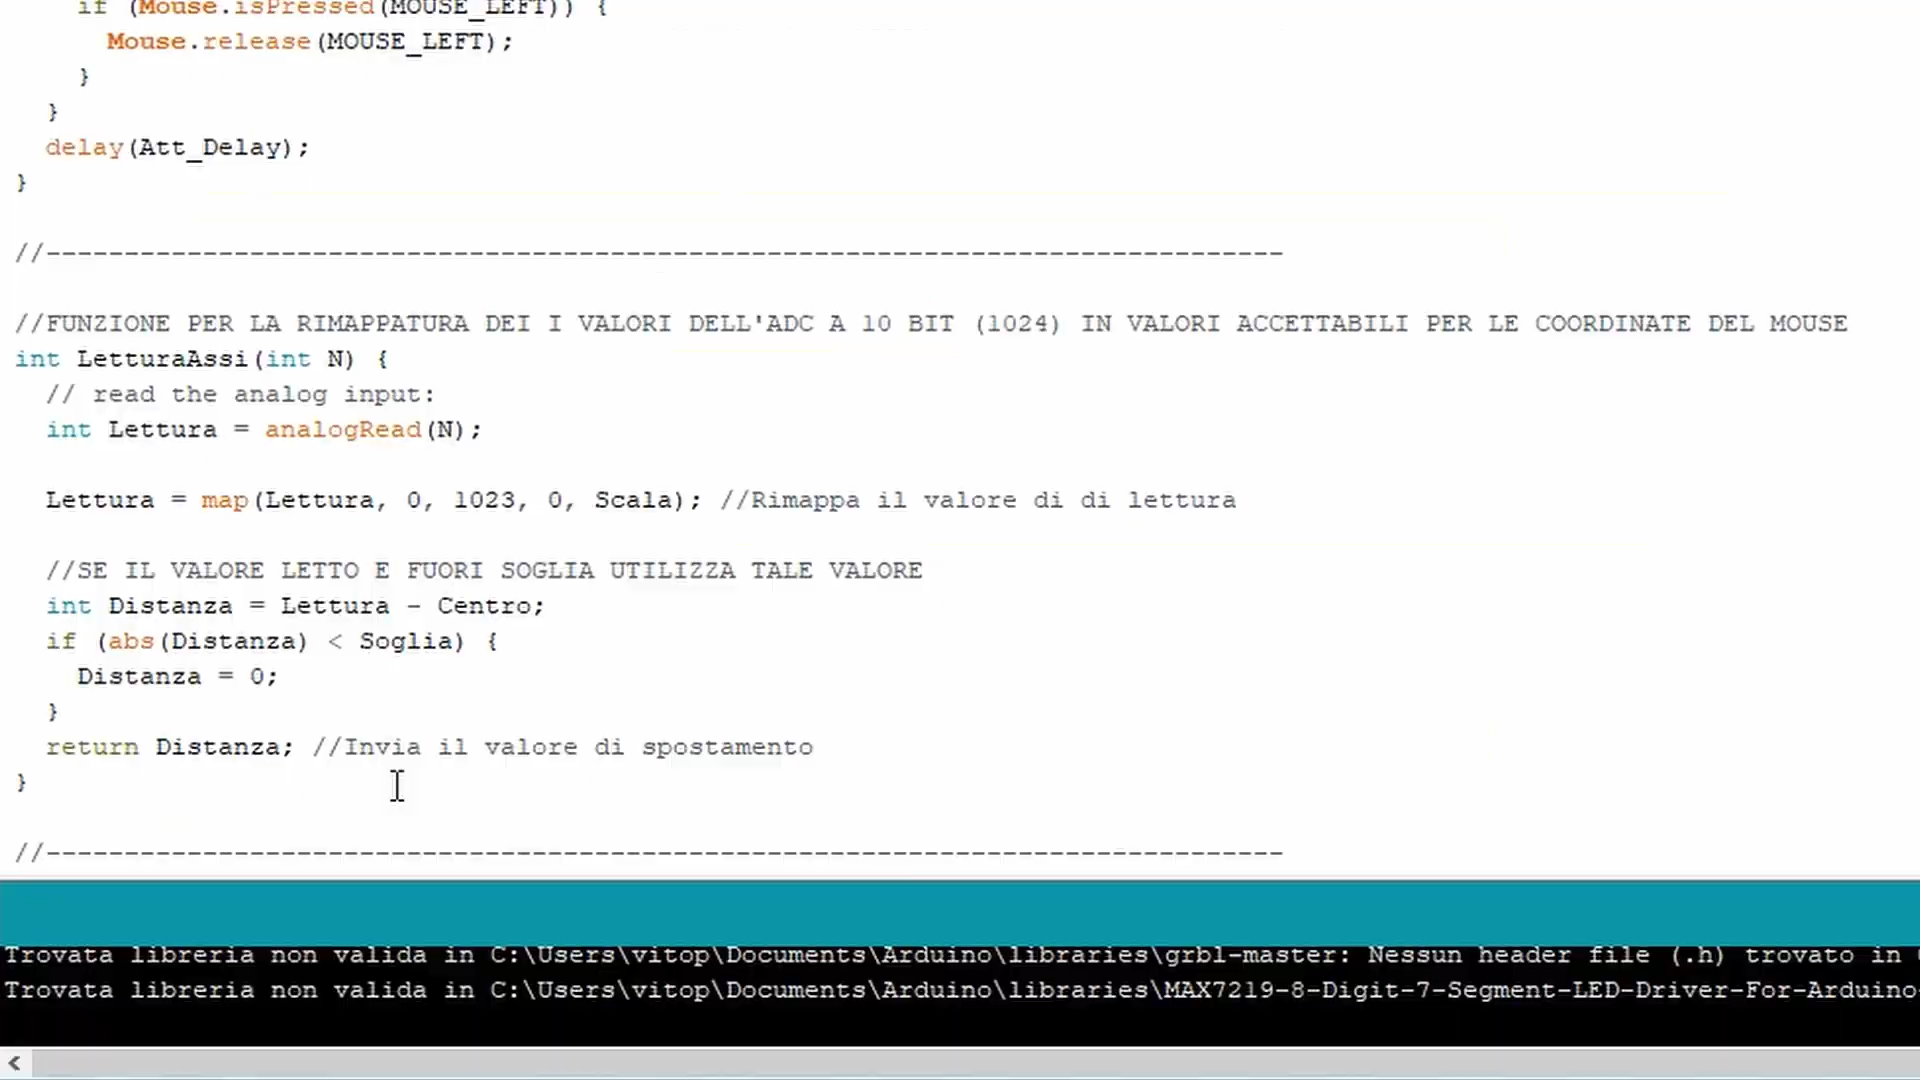 if (Mouse.isPressed(MOUSE_LEFT)) {
Mouse.release(MOUSE_LEFT);
}
}
delay(Att_Delay);
}
//-------------------------------------------------------------------------------
//FUNZIONE PER LA RIMAPPATURA DEI I VALORI DELL'ADC A 10 BIT (1024) IN VALORI ACCETTABILI PER LE COORDINATE DEL MOUSE
int LetturaAssi(int N) {
// read the analog input:
int Lettura = analogRead(N);
Lettura = map(Lettura, 0, 1023, 0, Scala); //Rimappa il valore di di lettura
//SE IL VALORE LETTO E FUORI SOGLIA UTILIZZA TALE VALORE
int Distanza = Lettura - Centro;
if (abs(Distanza) < Soglia) {
Distanza = 0;
}
return Distanza; //Invia il valore di spostamento
}
//-------------------------------------------------------------------------------
Trovata libreria non valida in C:\Users\vitop\Documents\Arduino\libraries\grbl-master: Nessun header file (.h) trovato in
Trovata libreria non valida in C:\Users\vitop\Documents\Arduino\libraries\MAX7219-8-Digit-7-Segment-LED-Driver-For-Arduino-